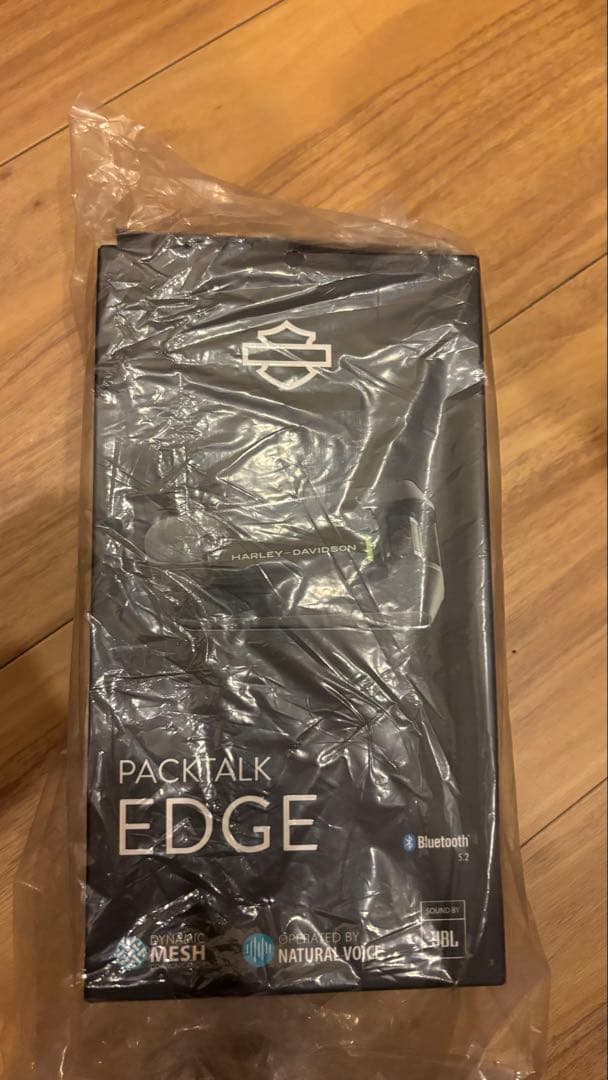 HARLEY-DAVIDSON
PACKTALK
EDGE
Bluetooth
5.2
SOUND BY
JBL
DYNAMIC
MESH
OPERATED BY
NATURAL VOICE